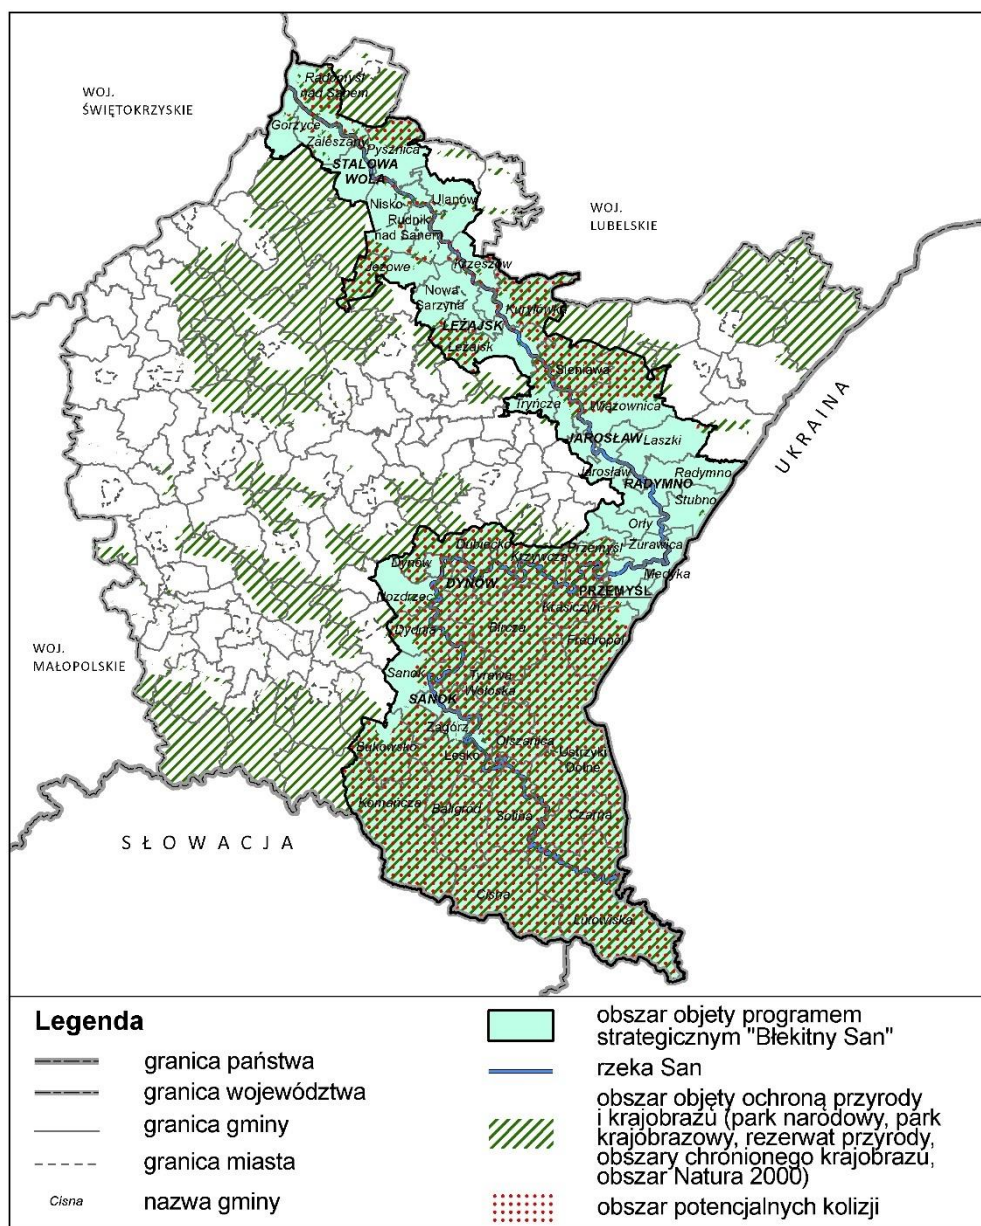 WOJ.
ŚWIĘTOKRZYSKIE
Radomyśl
nad Sanem
Gorzyce
Zaleszany
Pysznica
STALOWA
WOLA
Nisko
Ulanów
Rudnik
nad Sanem
WOJ.
LUBELSKIE
Jeżowe
Krzeszów
Nowa
Sarzyna
Kuryłówka
LEŻAJSK
Leżajsk
Sieniawa
Tryńcza
Wiązownica
JAROSŁAW
Laszki
UKRAINA
Jarosław
Radymno
RADYMNO
Stubno
Orły
Dubiecko
Krzywcza
Przemyśl
Żurawica
Dynów
DYNÓW
Medyka
PRZEMYŚL
Nozdrzec
Krasiczyn
Bircza
Dydnia
Fredropol
WOJ.
MAŁOPOLSKIE
Sanok
Tyrawa
Wołoska
SANOK
Zagórz
Olszanica
Bukowsko
Lesko
Ustrzyki
Dolne
Komańcza
Baligród
Solina
Czarna
SŁOWACJA
Cisna
Lutowiska
Legenda
granica państwa
granica województwa
granica gminy
granica miasta
Cisna
nazwa gminy
obszar objęty programem
strategicznym "Błekitny San"
rzeka San
obszar objęty ochroną przyrody
i krajobrazu (park narodowy, park
krajobrazowy, rezerwat przyrody,
obszary chronionego krajobrazu,
obszar Natura 2000)
obszar potencjalnych kolizji